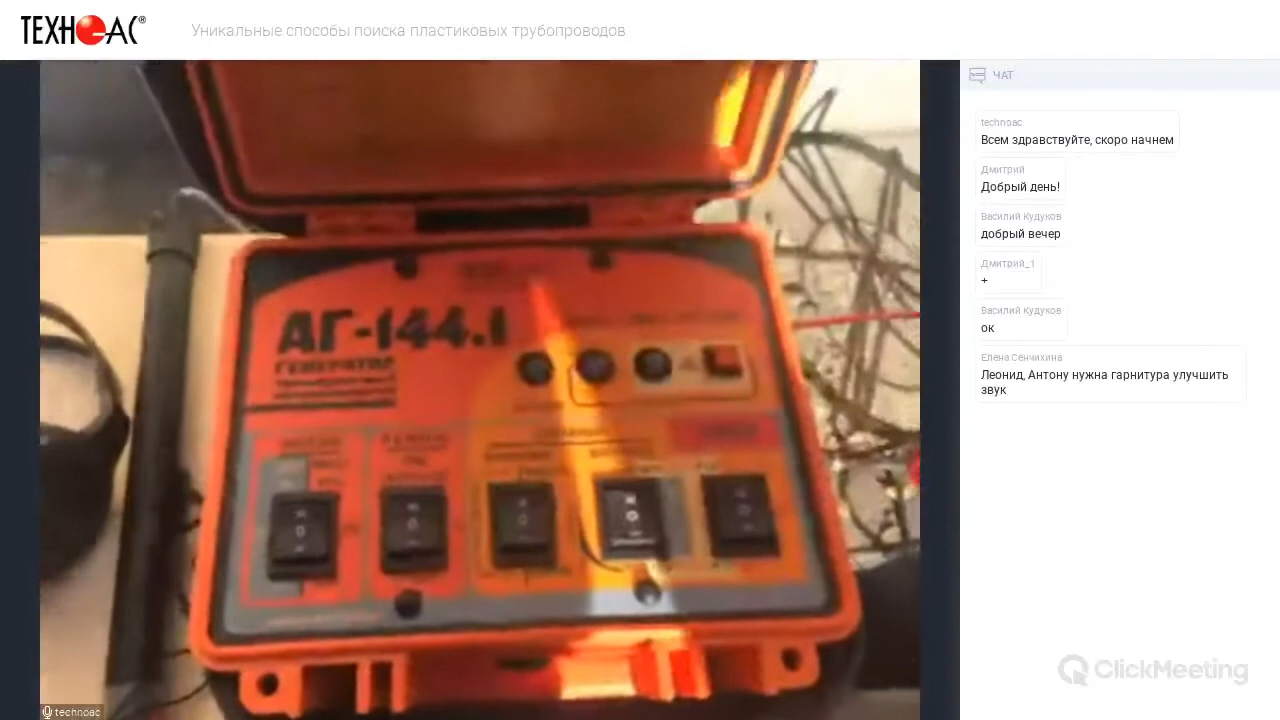 ТЕХНОАС®
Уникальные способы поиска пластиковых трубопроводов
ЧАТ
technoac
Всем здравствуйте, скоро начнем
Дмитрий
Добрый день!
Василий Кудуков
добрый вечер
Дмитрий_1
+
Василий Кудуков
ок
Елена Сенчихина
Леонид, Антону нужна гарнитура улучшить
звук
АГ-144.1
ГЕНЕРАТОР
technoac
ClickMeeting